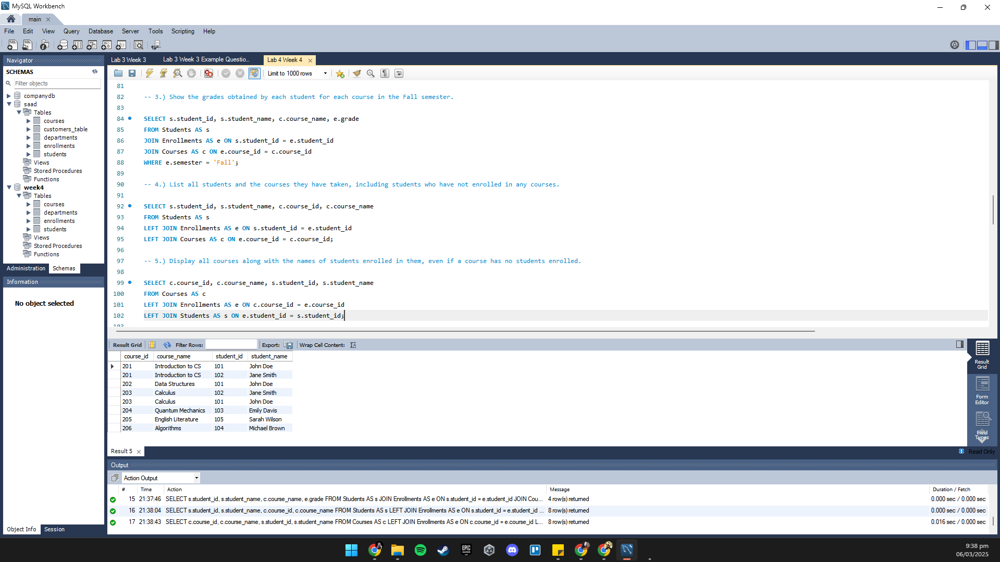 MySQL Workbench
main
File Edit View Query Database Server Tools Scripting Help
Navigator
SCHEMAS
Filter objects
companydb
saad
Tables
courses
customers_table
departments
enrollments
students
Views
Stored Procedures
Functions
week4
Tables
courses
departments
enrollments
students
Views
Stored Procedures
Functions
Administration Schemas
Information
No object selected
Object Info Session
Lab 3 Week 3 Lab 3 Week 3 Example Questio... Lab 4 Week 4
Limit to 1000 rows
81
82 -- 3.) Show the grades obtained by each student for each course in the Fall semester.
83
84 SELECT s.student_id, s.student_name, c.course_name, e.grade
85 FROM Students AS s
86 JOIN Enrollments AS e ON s.student_id = e.student_id
87 JOIN Courses AS c ON e.course_id = c.course_id
88 WHERE e.semester = 'Fall';
89
90 -- 4.) List all students and the courses they have taken, including students who have not enrolled in any courses.
91
92 SELECT s.student_id, s.student_name, c.course_id, c.course_name
93 FROM Students AS s
94 LEFT JOIN Enrollments AS e ON s.student_id = e.student_id
95 LEFT JOIN Courses AS c ON e.course_id = c.course_id;
96
97 -- 5.) Display all courses along with the names of students enrolled in them, even if a course has no students enrolled.
98
99 SELECT c.course_id, c.course_name, s.student_id, s.student_name
100 FROM Courses AS c
101 LEFT JOIN Enrollments AS e ON c.course_id = e.course_id
102 LEFT JOIN Students AS s ON e.student_id = s.student_id;
103
Result Grid Filter Rows: Export: Wrap Cell Content:
course_id course_name student_id student_name
201 Introduction to CS 101 John Doe
201 Introduction to CS 102 Jane Smith
202 Data Structures 101 John Doe
203 Calculus 102 Jane Smith
203 Calculus 101 John Doe
204 Quantum Mechanics 103 Emily Davis
205 English Literature 105 Sarah Wilson
206 Algorithms 104 Michael Brown
Result Grid
Form Editor
Field Types
Result 5
Read Only
Output
Action Output
# Time Action Message Duration / Fetch
15 21:37:46 SELECT s.student_id, s.student_name, c.course_name, e.grade FROM Students AS s JOIN Enrollments AS e ON s.student_id = e.student_id JOIN Cou... 4 row(s) returned 0.000 sec / 0.000 sec
16 21:38:04 SELECT s.student_id, s.student_name, c.course_id, c.course_name FROM Students AS s LEFT JOIN Enrollments AS e ON s.student_id = e.student_id ... 8 row(s) returned 0.000 sec / 0.000 sec
17 21:38:43 SELECT c.course_id, c.course_name, s.student_id, s.student_name FROM Courses AS c LEFT JOIN Enrollments AS e ON c.course_id = e.course_id L... 8 row(s) returned 0.016 sec / 0.000 sec
EPIC GAMES
9:38 pm
06/03/2025